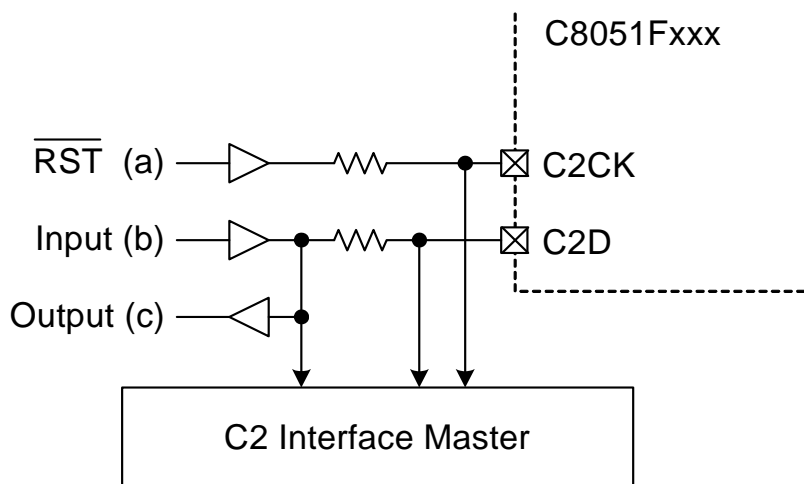 C8051Fxxx
RST (a)
C2CK
Input (b)
C2D
Output (c)
C2 Interface Master